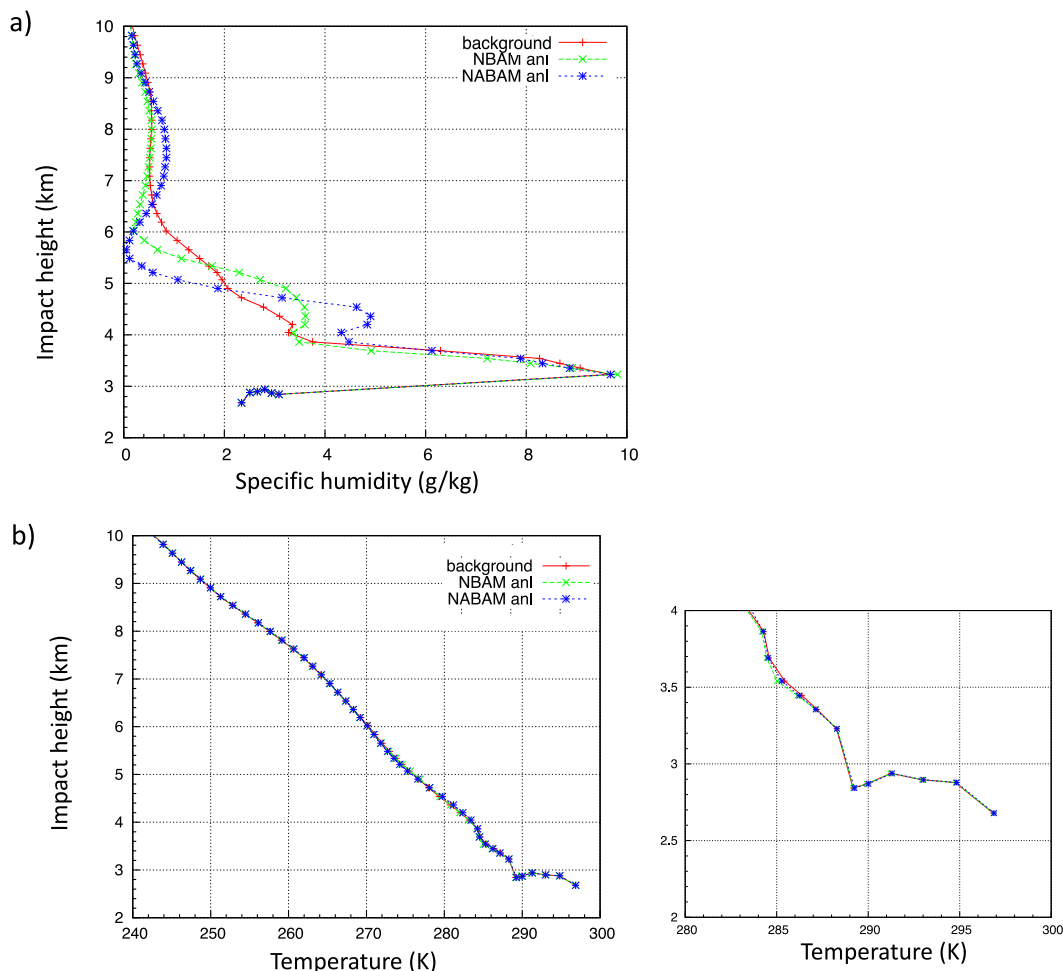 a)
10
9
8
7
6
5
4
3
2
Impact height (km)
background
NBAM anl
NABAM anl
0 2 4 6 8 10
Specific humidity (g/kg)
b)
10
9
8
7
6
5
4
3
2
Impact height (km)
background
NBAM anl
NABAM anl
240 250 260 270 280 290 300
Temperature (K)
4
3.5
3
2.5
2
280 285 290 295 300
Temperature (K)